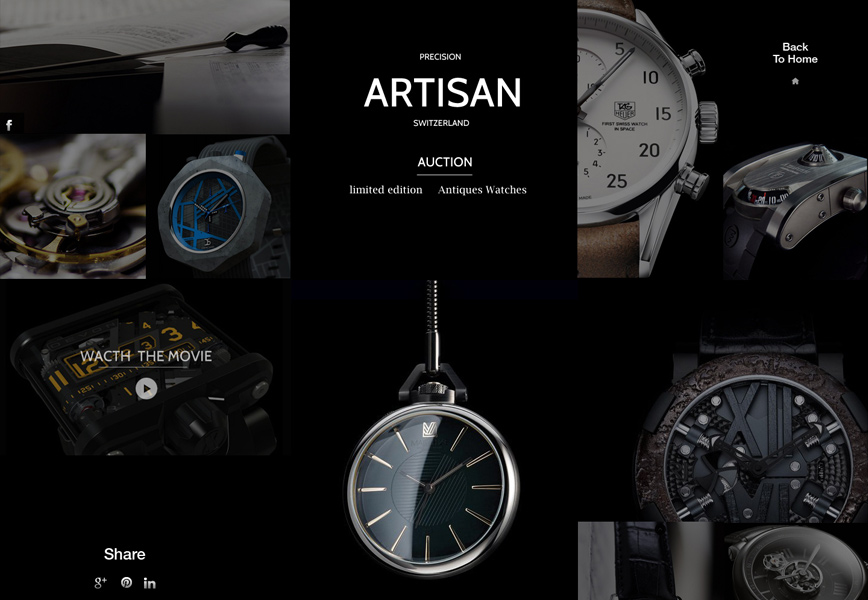 PRECISION
ARTISAN
SWITZERLAND
AUCTION
limited edition Antiques Watches
Back
To Home
5
10
TAG
HEUER
FIRST SWISS WATCH
IN SPACE
15
20
25
WACTH THE MOVIE
Share
g+
in